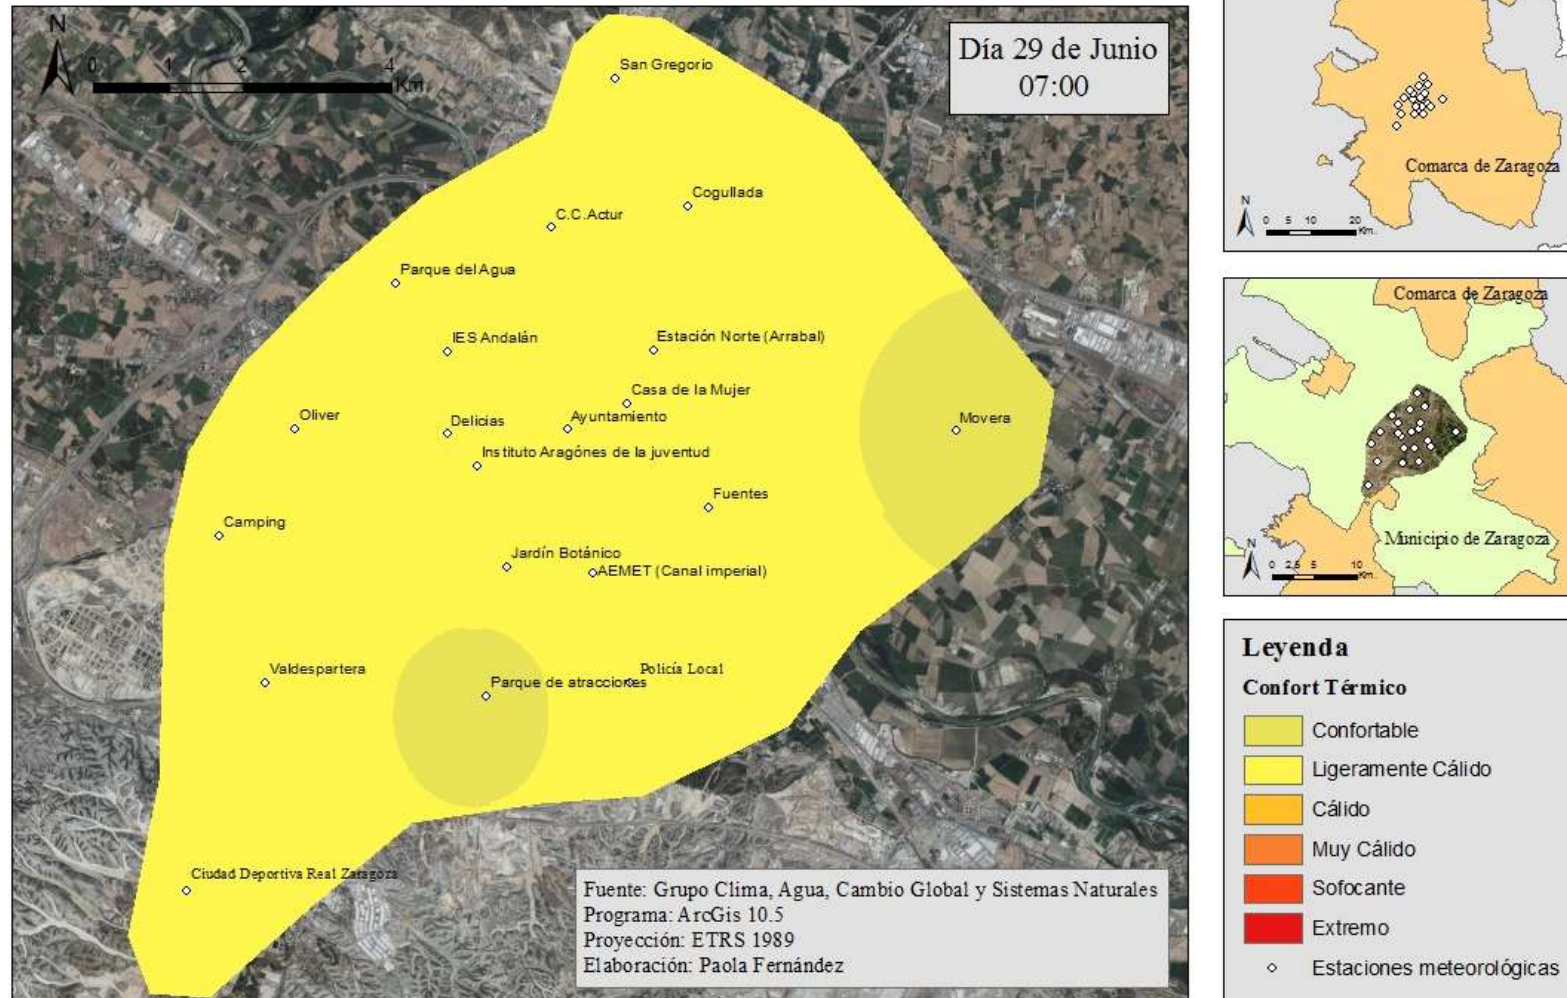 N
0 1 2 4
Km
Día 29 de Junio
07:00
San Gregorio
Cogullada
C.C.Actur
Parque del Agua
IES Andalán
Estación Norte (Arrabal)
Casa de la Mujer
Oliver
Delicias
Ayuntamiento
Movera
Instituto Aragónes de la juventud
Fuentes
Camping
Jardín Botánico
AEMET (Canal imperial)
Valdespartera
Parque de atracciones
Policía Local
Ciudad Deportiva Real Zaragoza
Fuente: Grupo Clima, Agua, Cambio Global y Sistemas Naturales
Programa: ArcGis 10.5
Proyección: ETRS 1989
Elaboración: Paola Fernández
Comarca de Zaragoza
N
0 5 10 20
Km.
Comarca de Zaragoza
Municipio de Zaragoza
N
0 2,5 5 10
Km.
Leyenda
Confort Térmico
Confortable
Ligeramente Cálido
Cálido
Muy Cálido
Sofocante
Extremo
Estaciones meteorológicas